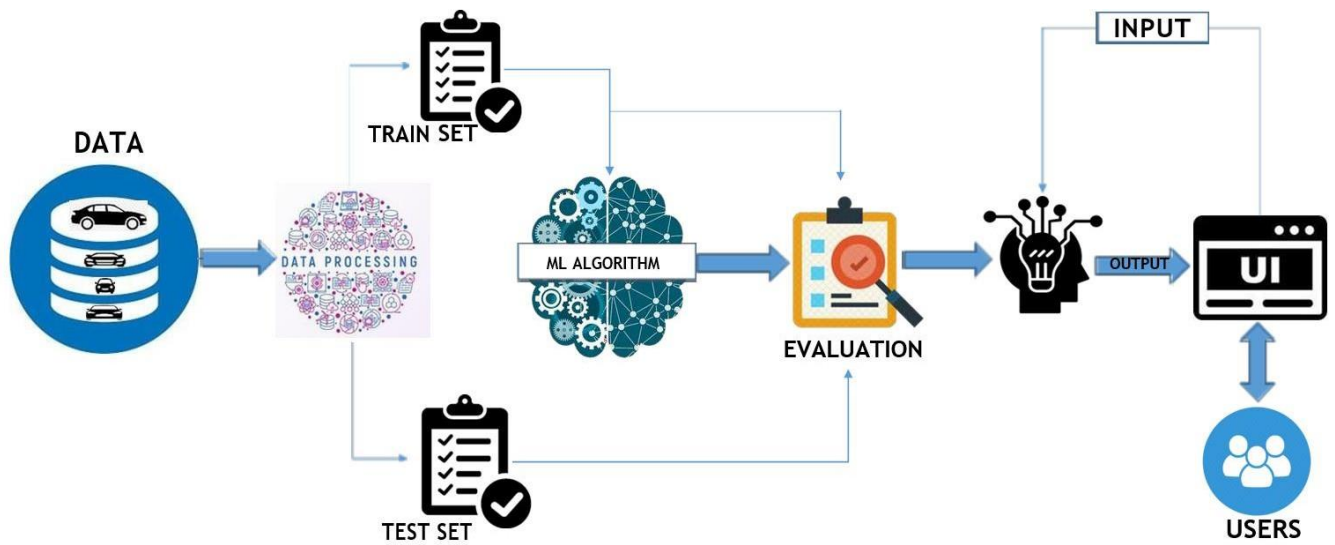 INPUT
TRAIN SET
DATA
DATA PROCESSING
ML ALGORITHM
OUTPUT
UI
EVALUATION
TEST SET
USERS